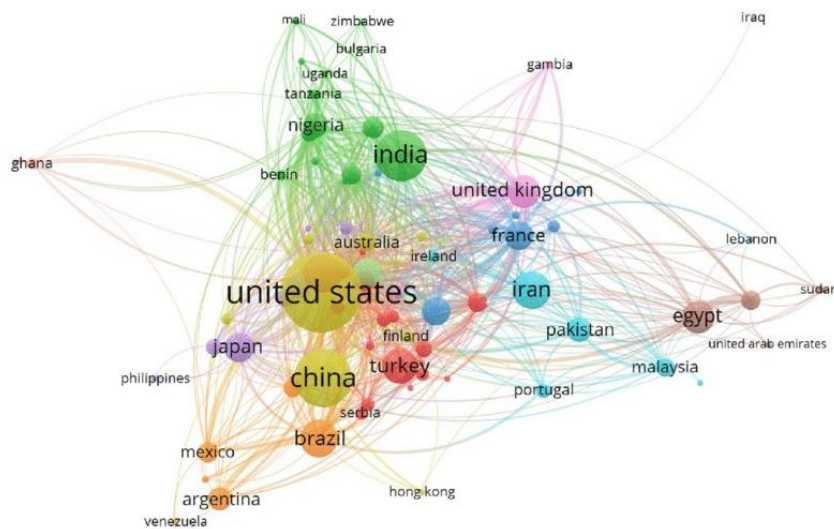 mali
zimbabwe
iraq
bulgaria
gambia
uganda
tanzania
nigeria
india
ghana
benin
united kingdom
france
australia
lebanon
ireland
united states
iran
sudan
egypt
pakistan
finland
united arab emirates
japan
turkey
malaysia
china
philippines
portugal
serbia
brazil
mexico
hong kong
argentina
venezuela